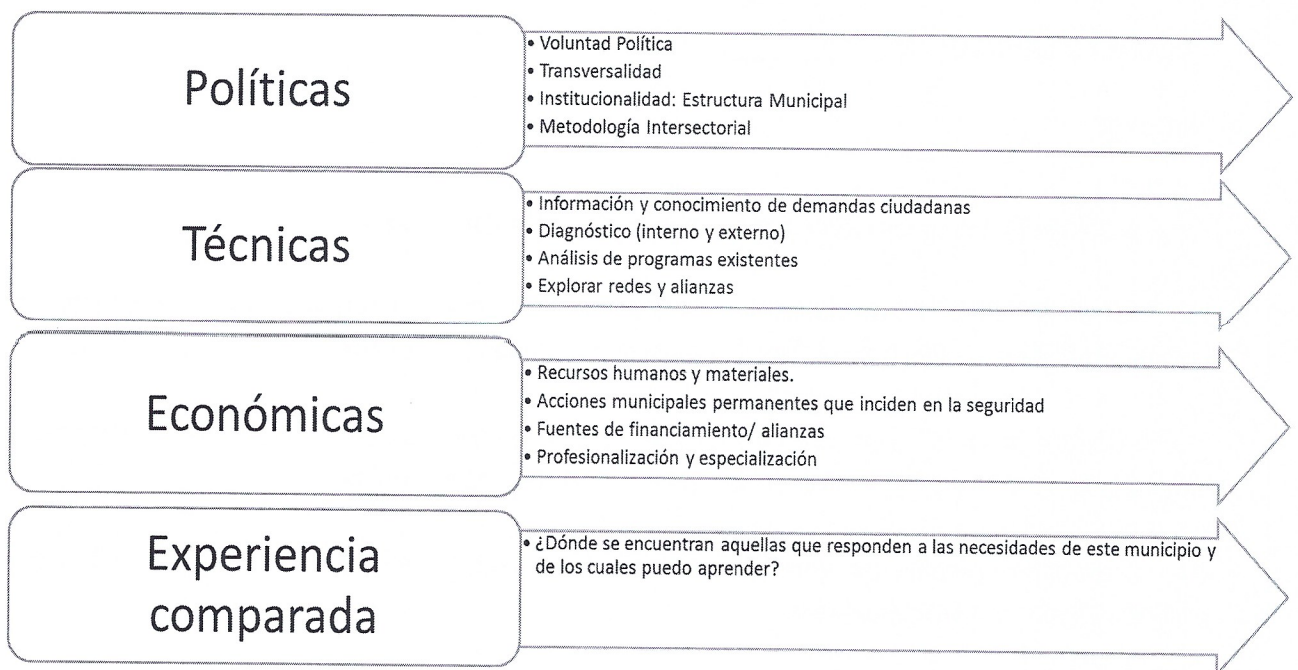 Políticas
• Voluntad Política
• Transversalidad
• Institucionalidad: Estructura Municipal
• Metodología Intersectorial
Técnicas
• Información y conocimiento de demandas ciudadanas
• Diagnóstico (interno y externo)
• Análisis de programas existentes
• Explorar redes y alianzas
Económicas
• Recursos humanos y materiales.
• Acciones municipales permanentes que inciden en la seguridad
• Fuentes de financiamiento/ alianzas
• Profesionalización y especialización
Experiencia
comparada
• ¿Dónde se encuentran aquellas que responden a las necesidades de este municipio y
de los cuales puedo aprender?